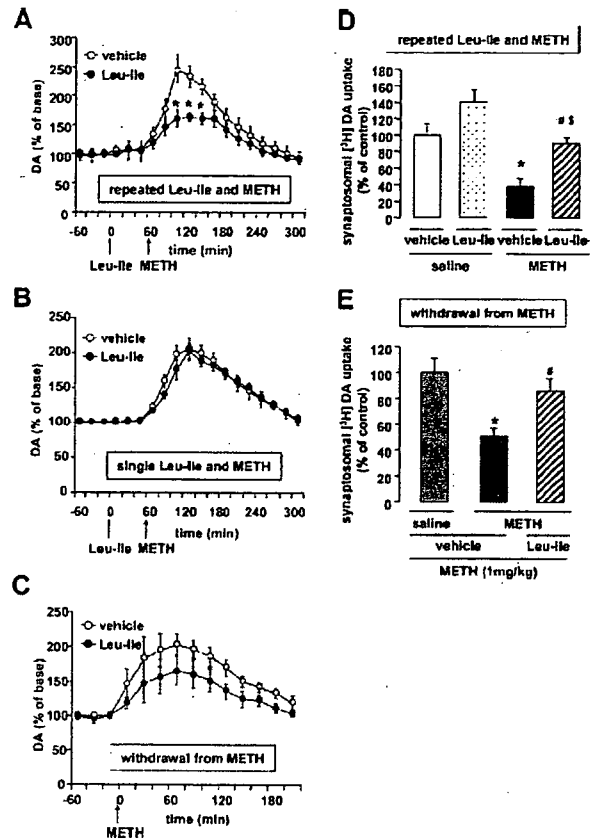 A
vehicle
Leu-Ile
DA (% of base)
300
250
200
150
100
50
0
* * *
repeated Leu-Ile and METH
-60 0 60 120 180 240 300
time (min)
Leu-Ile METH
B
vehicle
Leu-Ile
DA (% of base)
250
200
150
100
50
0
single Leu-Ile and METH
-60 0 60 120 180 240 300
time (min)
Leu-Ile METH
C
vehicle
Leu-Ile
DA (% of base)
300
250
200
150
100
50
0
withdrawal from METH
-60 0 60 120 180
time (min)
METH
D
repeated Leu-Ile and METH
synaptosomal [³H] DA uptake
(% of control)
160
140
120
100
80
60
40
20
0
*
# $
vehicle Leu-Ile vehicle Leu-Ile
saline METH
E
withdrawal from METH
synaptosomal [³H] DA uptake
(% of control)
120
100
80
60
40
20
0
*
#
saline METH
vehicle Leu-Ile
METH (1mg/kg)